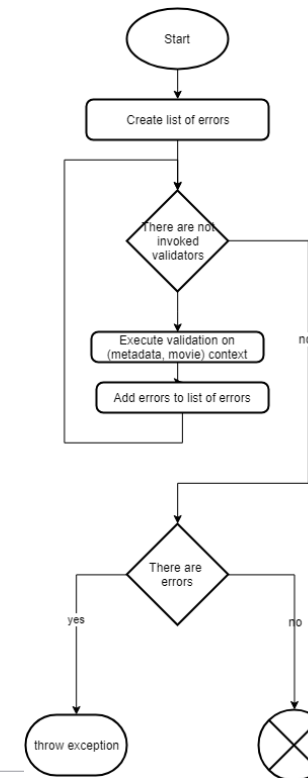 Start
Create list of errors
There are not
invoked
validators
no
Execute validation on
(metadata, movie) context
Add errors to list of errors
There are
errors
yes
no
throw exception